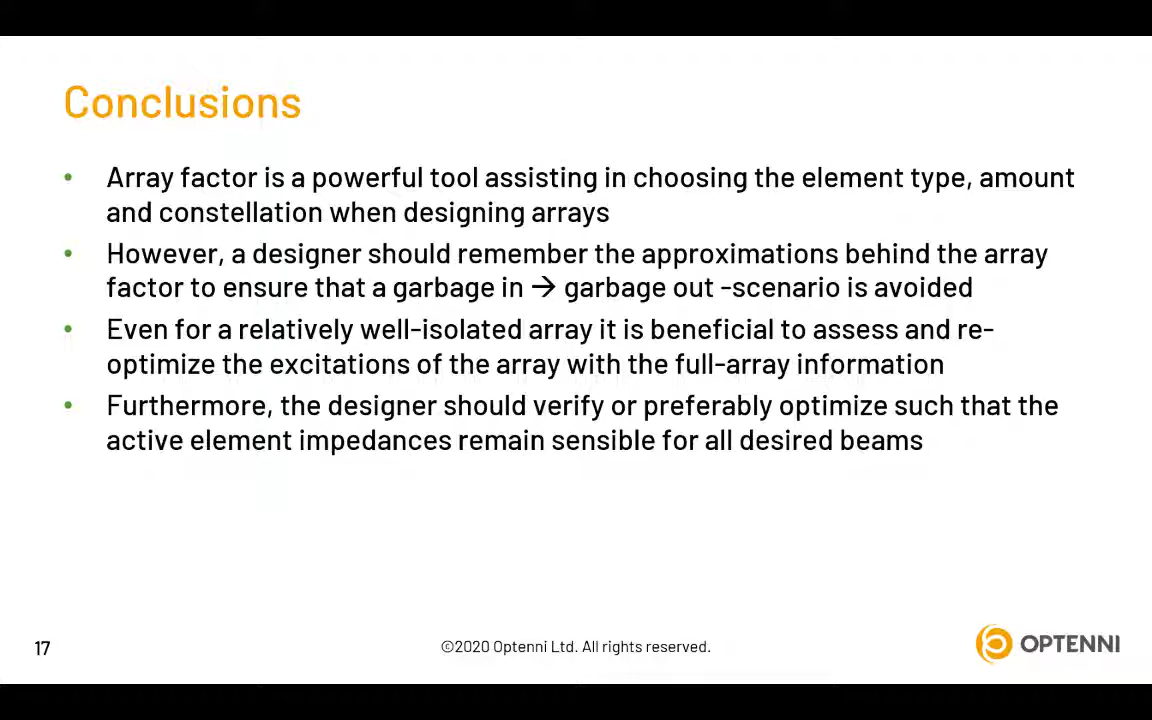 Conclusions
• Array factor is a powerful tool assisting in choosing the element type, amount
and constellation when designing arrays
• However, a designer should remember the approximations behind the array
factor to ensure that a garbage in → garbage out -scenario is avoided
• Even for a relatively well-isolated array it is beneficial to assess and re-
optimize the excitations of the array with the full-array information
• Furthermore, the designer should verify or preferably optimize such that the
active element impedances remain sensible for all desired beams
17
©2020 Optenni Ltd. All rights reserved.
OPTENNI